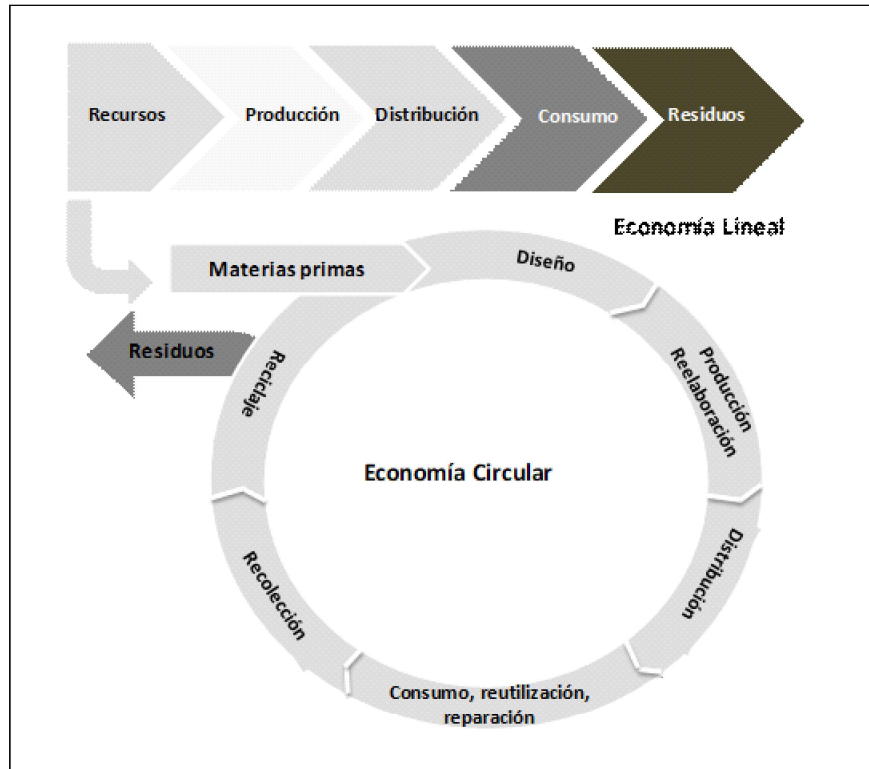 Recursos
Producción
Distribución
Consumo
Residuos
Economía Lineal
Materias primas
Diseño
Residuos
Reciclaje
Producción
Reelaboración
Economía Circular
Distribución
Recolección
Consumo, reutilización,
reparación